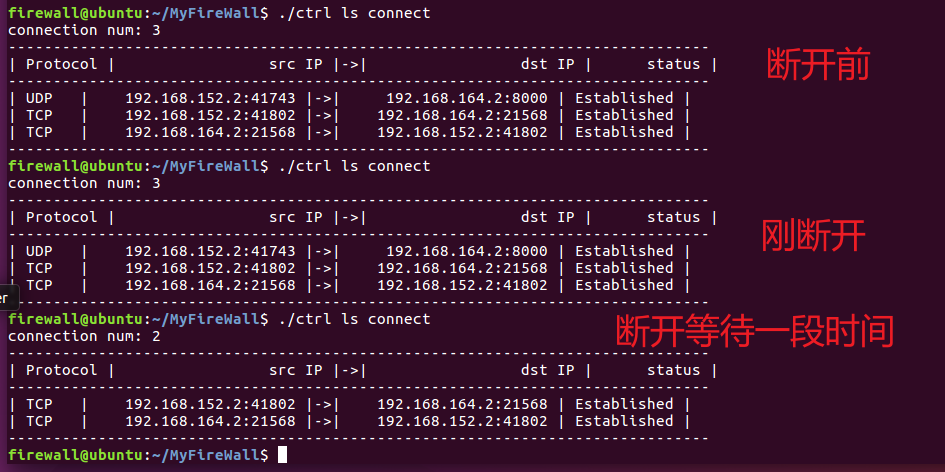 firewall@ubuntu:~/MyFireWall$ ./ctrl ls connect
connection num: 3
------------------------------------------------------------------------------
| Protocol |                 src IP |->|                 dst IP |      status |
------------------------------------------------------------------------------
| UDP   |    192.168.152.2:41743 |->|     192.168.164.2:8000 | Established |
| TCP   |    192.168.152.2:41802 |->|    192.168.164.2:21568 | Established |
| TCP   |    192.168.164.2:21568 |->|    192.168.152.2:41802 | Established |
------------------------------------------------------------------------------
断开前
firewall@ubuntu:~/MyFireWall$ ./ctrl ls connect
connection num: 3
------------------------------------------------------------------------------
| Protocol |                 src IP |->|                 dst IP |      status |
------------------------------------------------------------------------------
| UDP   |    192.168.152.2:41743 |->|     192.168.164.2:8000 | Established |
| TCP   |    192.168.152.2:41802 |->|    192.168.164.2:21568 | Established |
| TCP   |    192.168.164.2:21568 |->|    192.168.152.2:41802 | Established |
------------------------------------------------------------------------------
刚断开
er
firewall@ubuntu:~/MyFireWall$ ./ctrl ls connect
connection num: 2
------------------------------------------------------------------------------
| Protocol |                 src IP |->|                 dst IP |      status |
------------------------------------------------------------------------------
| TCP   |    192.168.152.2:41802 |->|    192.168.164.2:21568 | Established |
| TCP   |    192.168.164.2:21568 |->|    192.168.152.2:41802 | Established |
------------------------------------------------------------------------------
断开等待一段时间
firewall@ubuntu:~/MyFireWall$